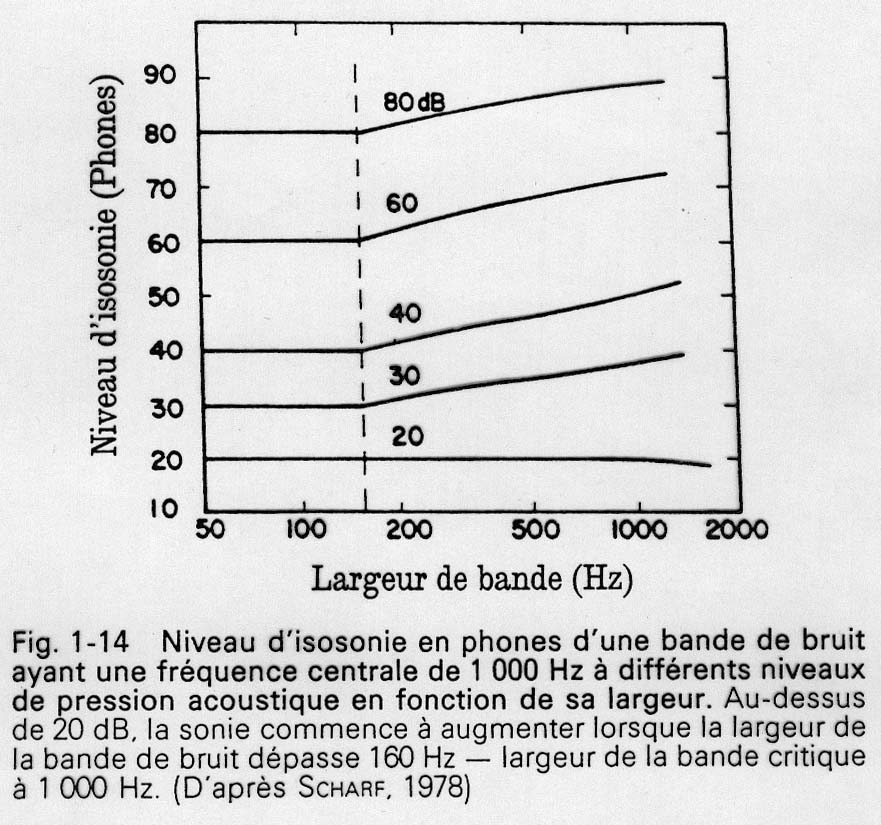 90
80 dB
80
70
60
60
50
40
40
30
30
20
20
10
50
100
200
500
1000
2000
Niveau d'isosonie (Phones)
Largeur de bande (Hz)
Fig. 1-14 Niveau d'isosonie en phones d'une bande de bruit
ayant une fréquence centrale de 1 000 Hz à différents niveaux
de pression acoustique en fonction de sa largeur. Au-dessus
de 20 dB, la sonie commence à augmenter lorsque la largeur de
la bande de bruit dépasse 160 Hz — largeur de la bande critique
à 1 000 Hz. (D'après SCHARF, 1978)